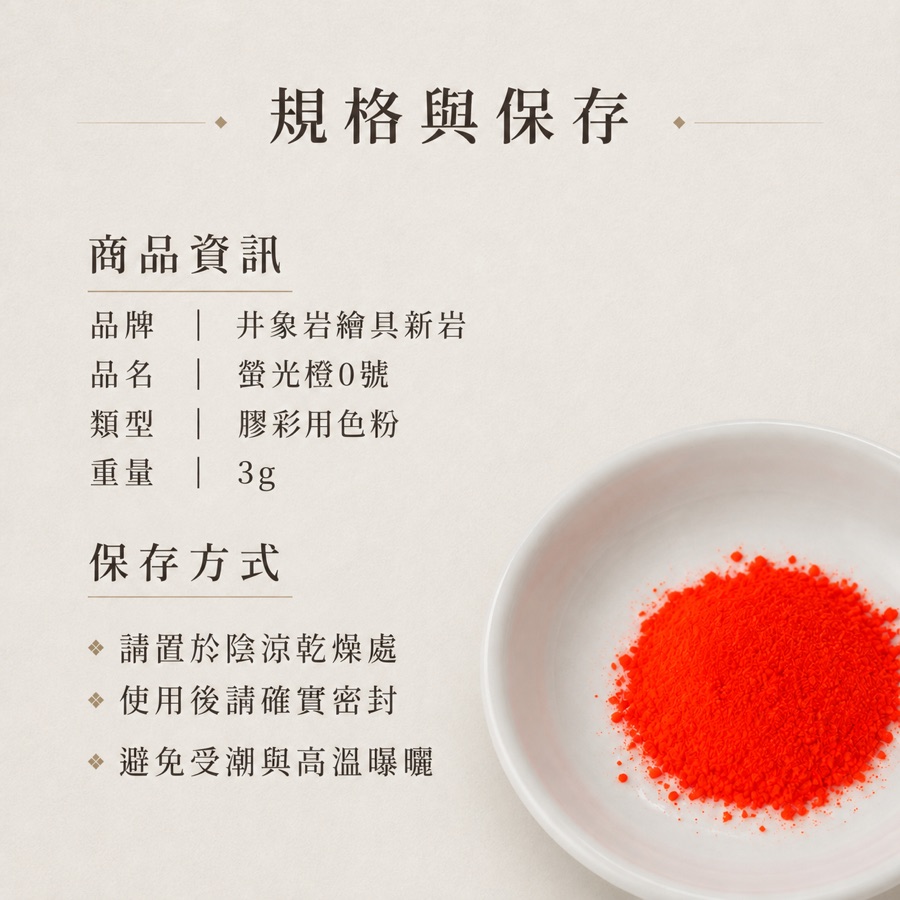 規格與保存
商品資訊
品牌 | 井象岩繪具新岩
品名 | 螢光橙0號
類型 | 膠彩用色粉
重量 | 3g
保存方式
請置於陰涼乾燥處
使用後請確實密封
避免受潮與高溫曝曬